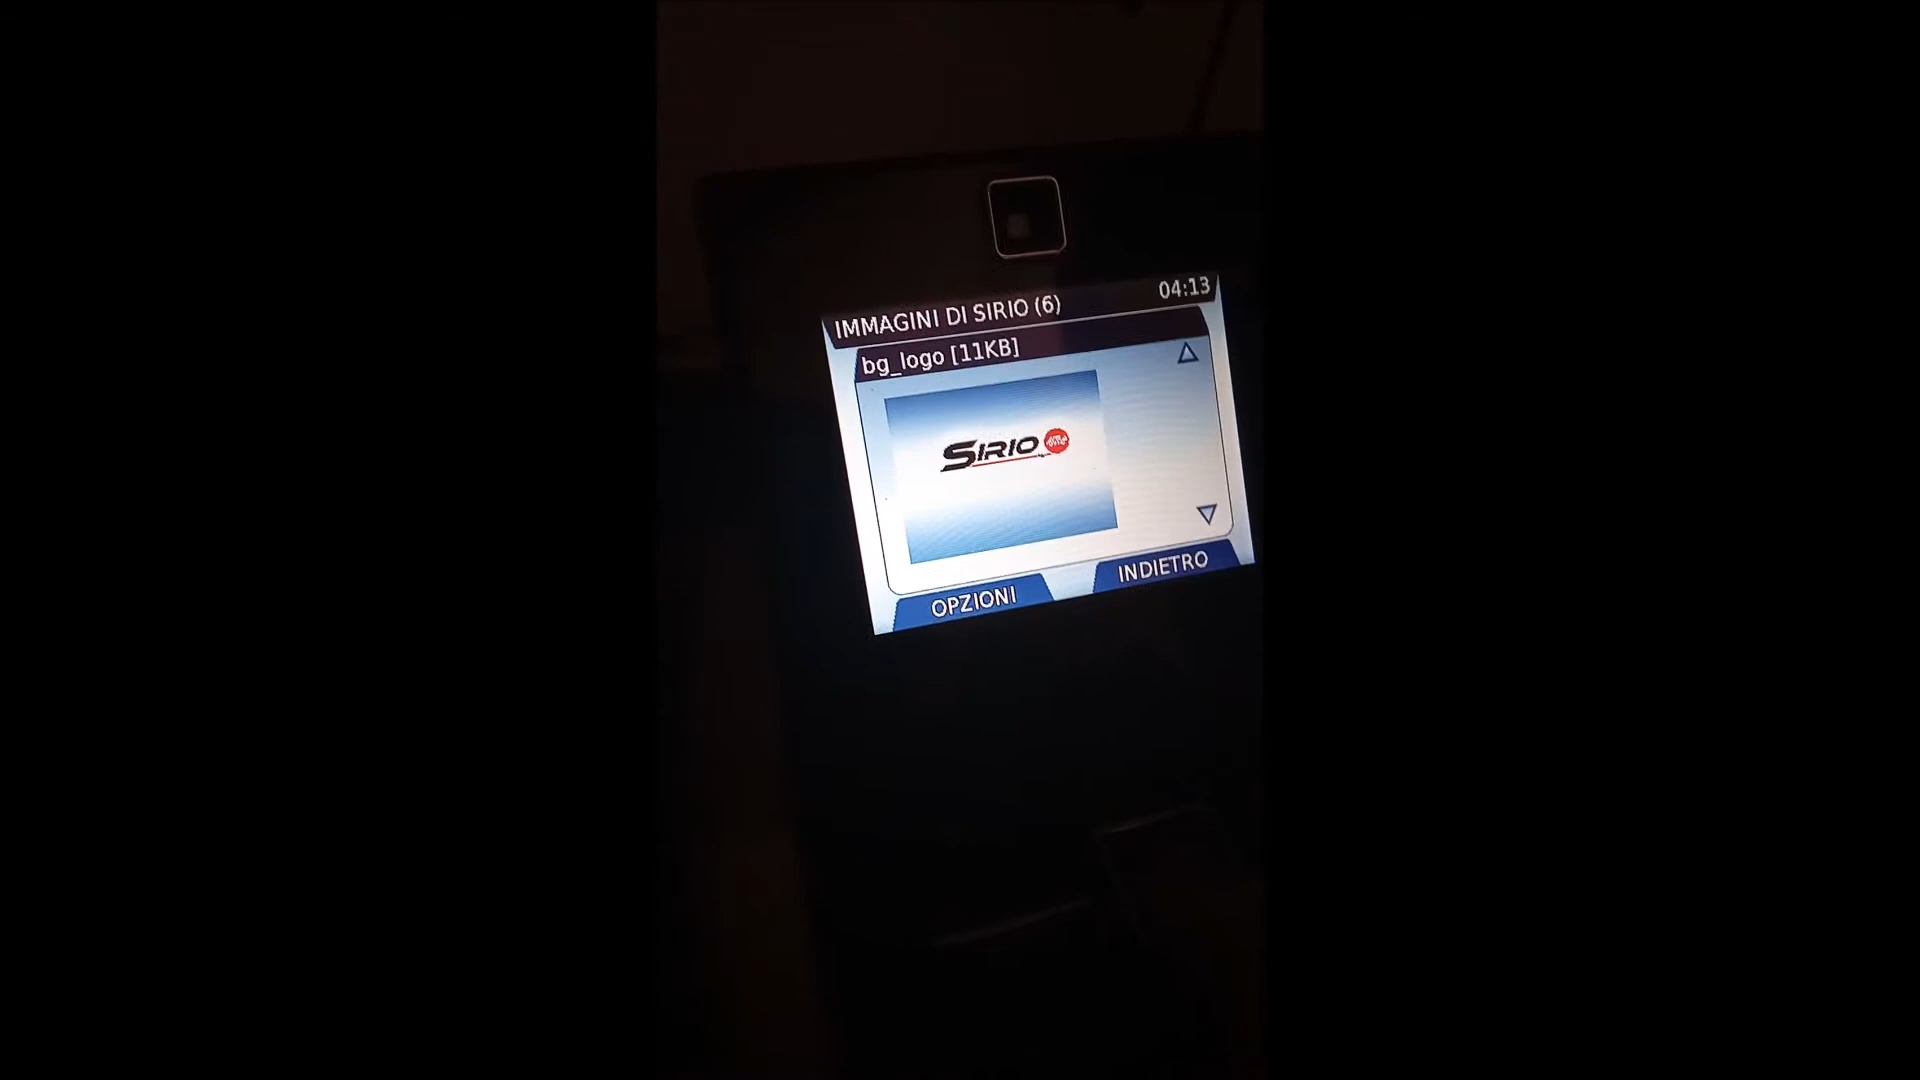 IMMAGINI DI SIRIO (6)
04:13
bg_logo [11KB]
SIRIO
OPZIONI
INDIETRO